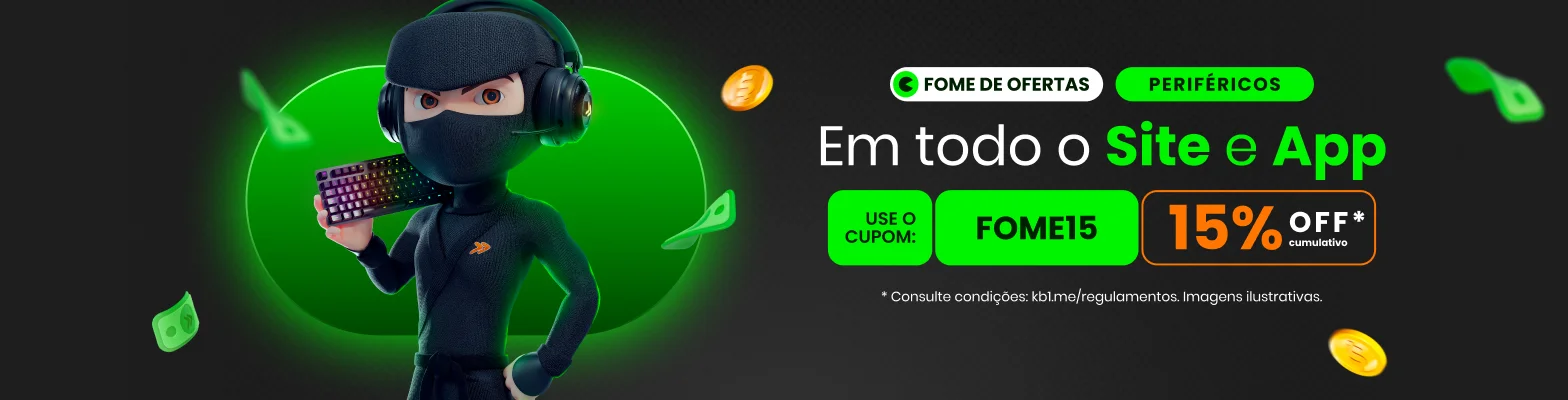 FOME DE OFERTAS
PERIFÉRICOS
Em todo o Site e App
USE O
CUPOM:
FOME15
15% OFF*
cumulativo
* Consulte condições: kb1.me/regulamentos. Imagens ilustrativas.